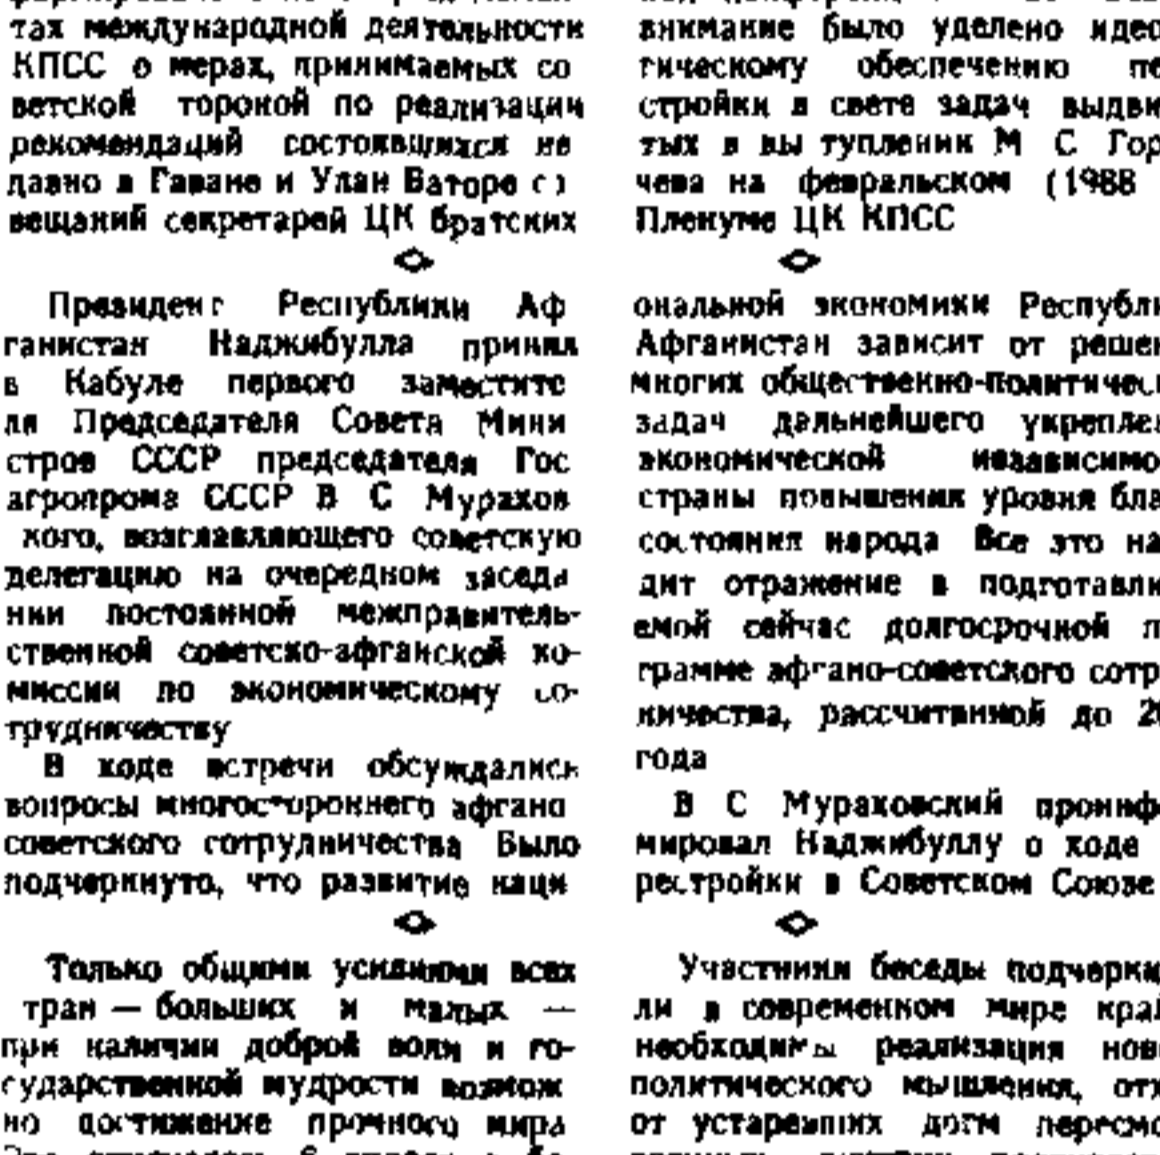 тах международной деятельности
КПСС о мерах, принимаемых со
ветской тороной по реализации
рекомендаций состоявшихся не
давно в Гаване и Улан Баторе с
вещаний секретарей ЦК братских
Президент Республики Аф
ганистан Наджибулла принял
в Кабуле первого заместите
ля Председателя Совета Мини
стров СССР председателя Гос
агропрома СССР В С Мурахов
кого, возглавляющего советскую
делегацию на очередном заседа
нии постоянной межправитель-
ственной советско-афганской ко-
миссии по экономическому со-
трудничеству
В ходе встречи обсуждались
вопросы многостороннего афгано
советского сотрудничества Было
подчеркнуто, что развитие наци
Только общими усилиями всех
тран — больших и малых —
при наличии доброй воли и го-
сударственной мудрости возмож
но достижение прочного мира
внимание было уделено идео
гическому обеспечению пе
стройки в свете задач выдви
тых в вы туплении М С Гор
чева на февральском (1988
Пленуме ЦК КПСС
ональной экономики Республи
Афганистан зависит от решен
многих общественно-политическ
задач дальнейшего укреплен
экономической независимо
страны повышения уровня бла
состояния народа Все это на
дит отражение в подготавли
емой сейчас долгосрочной п
грамме афгано-советского сотр
ничества, рассчитанной до 20
года
В С Мураховский проинфо
мировал Наджибуллу о ходе
рестройки в Советском Союзе
Участники беседы подчеркц
ли в современном мире край
необходимы реализация нов
политического мышления, отх
от устаревших догм пересмо